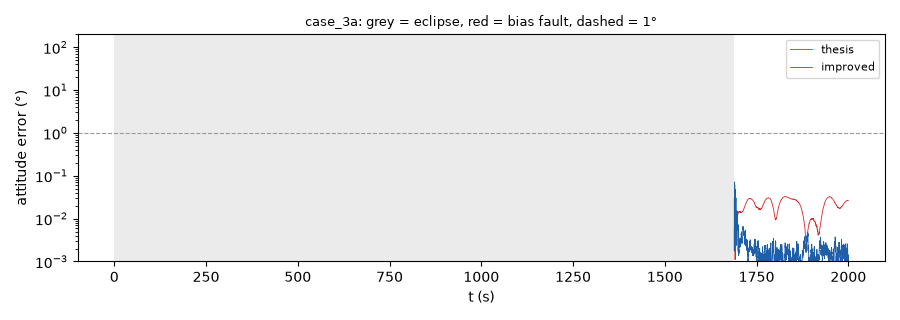 case_3a: grey = eclipse, red = bias fault, dashed = 1°
attitude error (°)
10²
10¹
10⁰
10⁻¹
10⁻²
10⁻³
thesis
improved
0 250 500 750 1000 1250 1500 1750 2000
t (s)